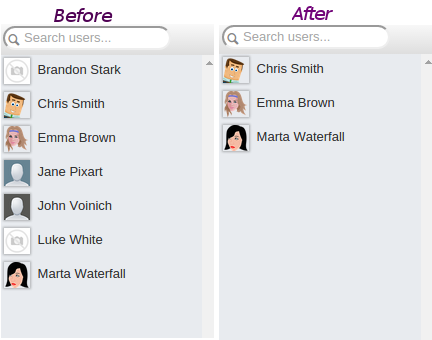 Before
Search users...
Brandon Stark
Chris Smith
Emma Brown
Jane Pixart
John Voinich
Luke White
Marta Waterfall
After
Search users...
Chris Smith
Emma Brown
Marta Waterfall